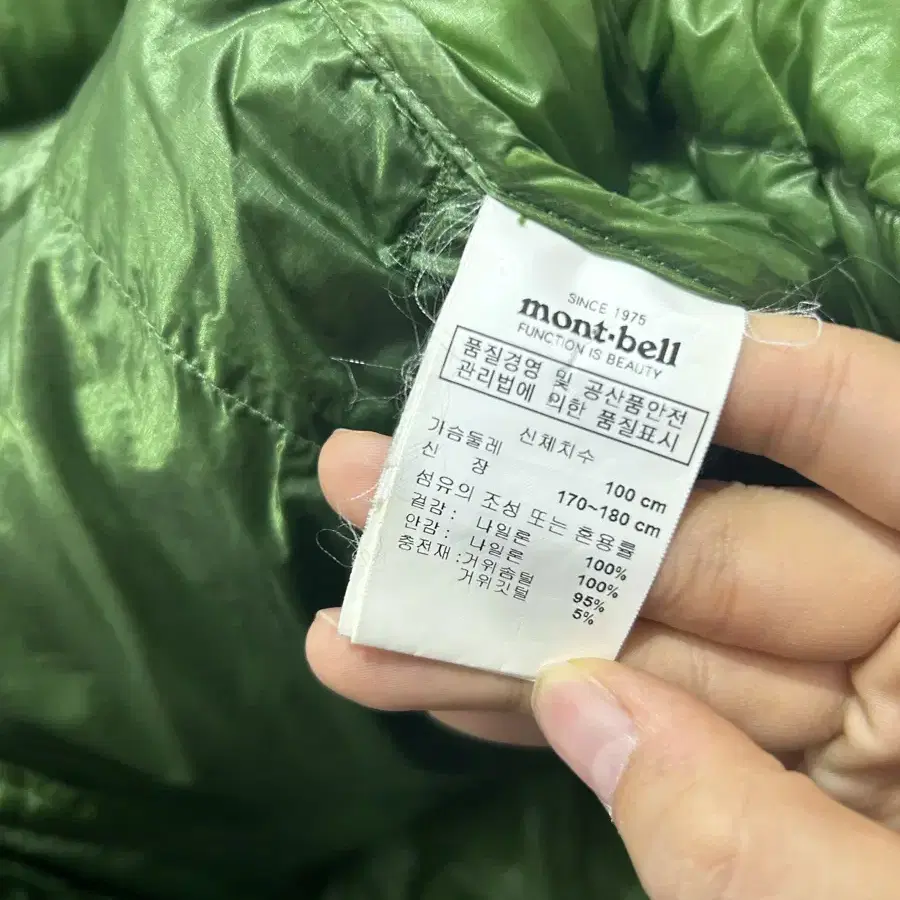 SINCE 1975
mont·bell
FUNCTION IS BEAUTY
품질경영 및 공산품안전
관리법에 의한 품질표시
신체치수
가슴둘레 100 cm
신 장 170~180 cm
섬유의 조성 또는 혼용률
겉감 : 나일론 100%
안감 : 나일론 100%
충전재 : 거위솜털 95%
거위깃털 5%